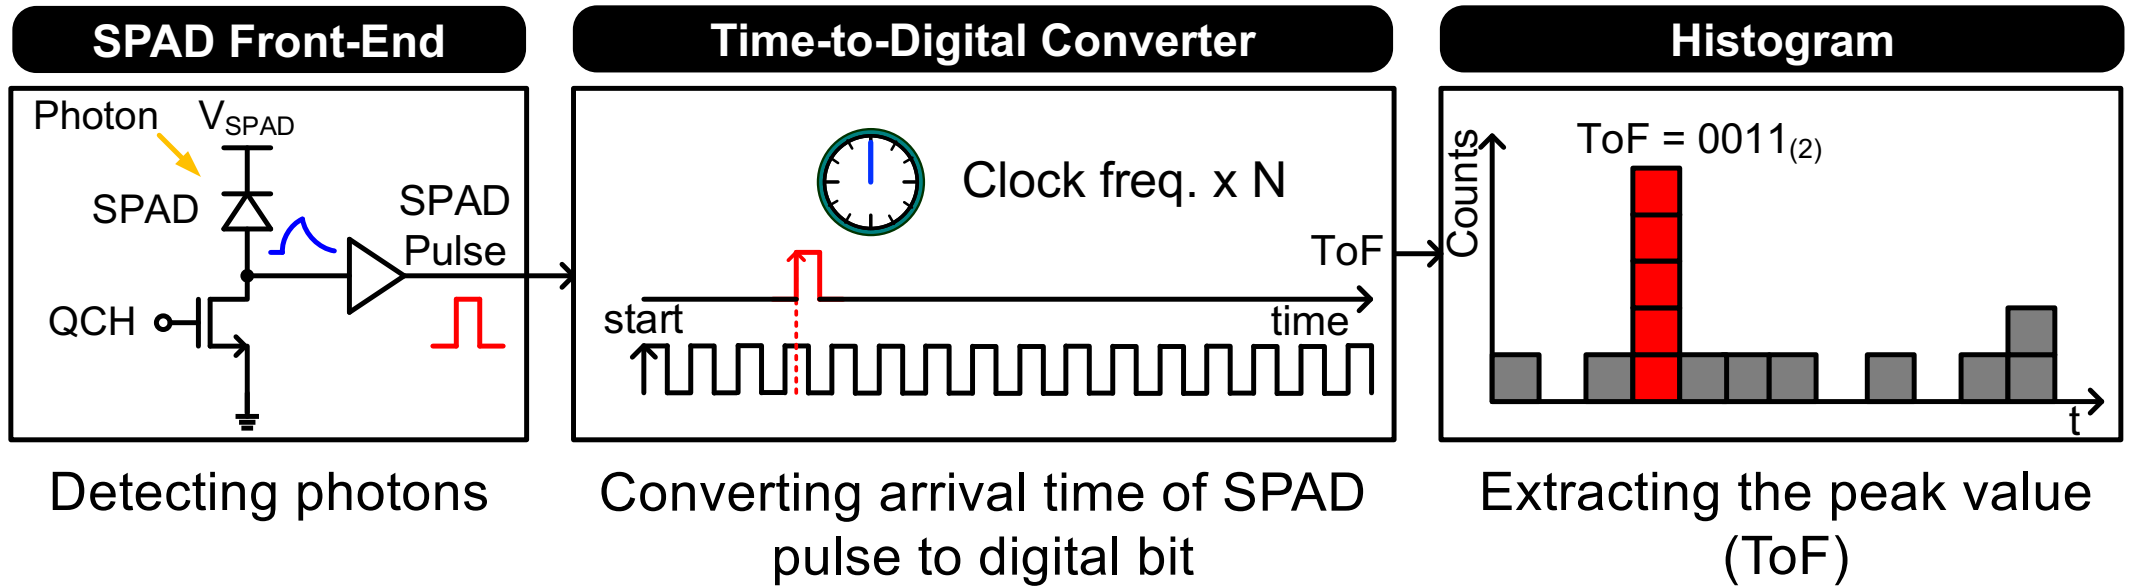 SPAD Front-End
Photon
V_SPAD
SPAD
SPAD
Pulse
QCH
Detecting photons
Time-to-Digital Converter
Clock freq. x N
ToF
start
time
Converting arrival time of SPAD
pulse to digital bit
Histogram
Counts
ToF = 0011(2)
t
Extracting the peak value
(ToF)